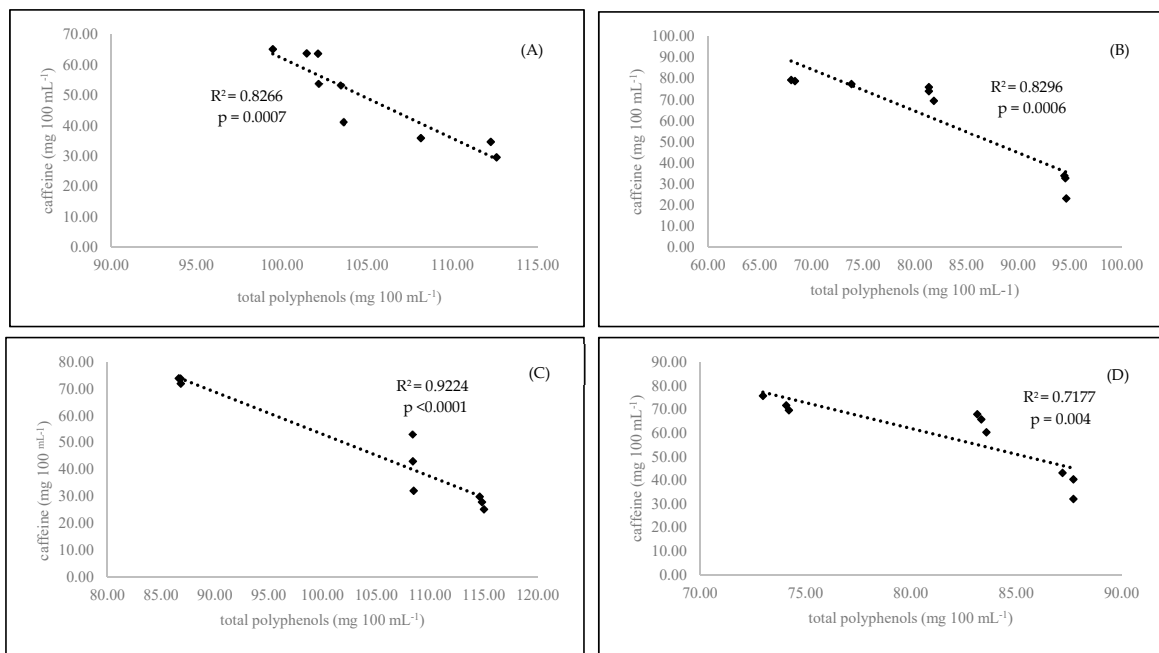 (A)
70.00
60.00
50.00
40.00
30.00
20.00
10.00
0.00
caffeine (mg 100 mL⁻¹)
R² = 0.8266
p = 0.0007
90.00 95.00 100.00 105.00 110.00 115.00
total polyphenols (mg 100 mL⁻¹)
(B)
100.00
90.00
80.00
70.00
60.00
50.00
40.00
30.00
20.00
10.00
0.00
caffeine (mg 100 mL⁻¹)
R² = 0.8296
p = 0.0006
60.00 65.00 70.00 75.00 80.00 85.00 90.00 95.00 100.00
total polyphenols (mg 100 mL-1)
(C)
80.00
70.00
60.00
50.00
40.00
30.00
20.00
10.00
0.00
caffeine (mg 100 ᵐᴸ⁻¹)
R² = 0.9224
p <0.0001
80.00 85.00 90.00 95.00 100.00 105.00 110.00 115.00 120.00
total polyphenols (mg 100 mL⁻¹)
(D)
90.00
80.00
70.00
60.00
50.00
40.00
30.00
20.00
10.00
0.00
caffeine (mg 100 mL⁻¹)
R² = 0.7177
p = 0.004
70.00 75.00 80.00 85.00 90.00
total polyphenols (mg 100 mL⁻¹)